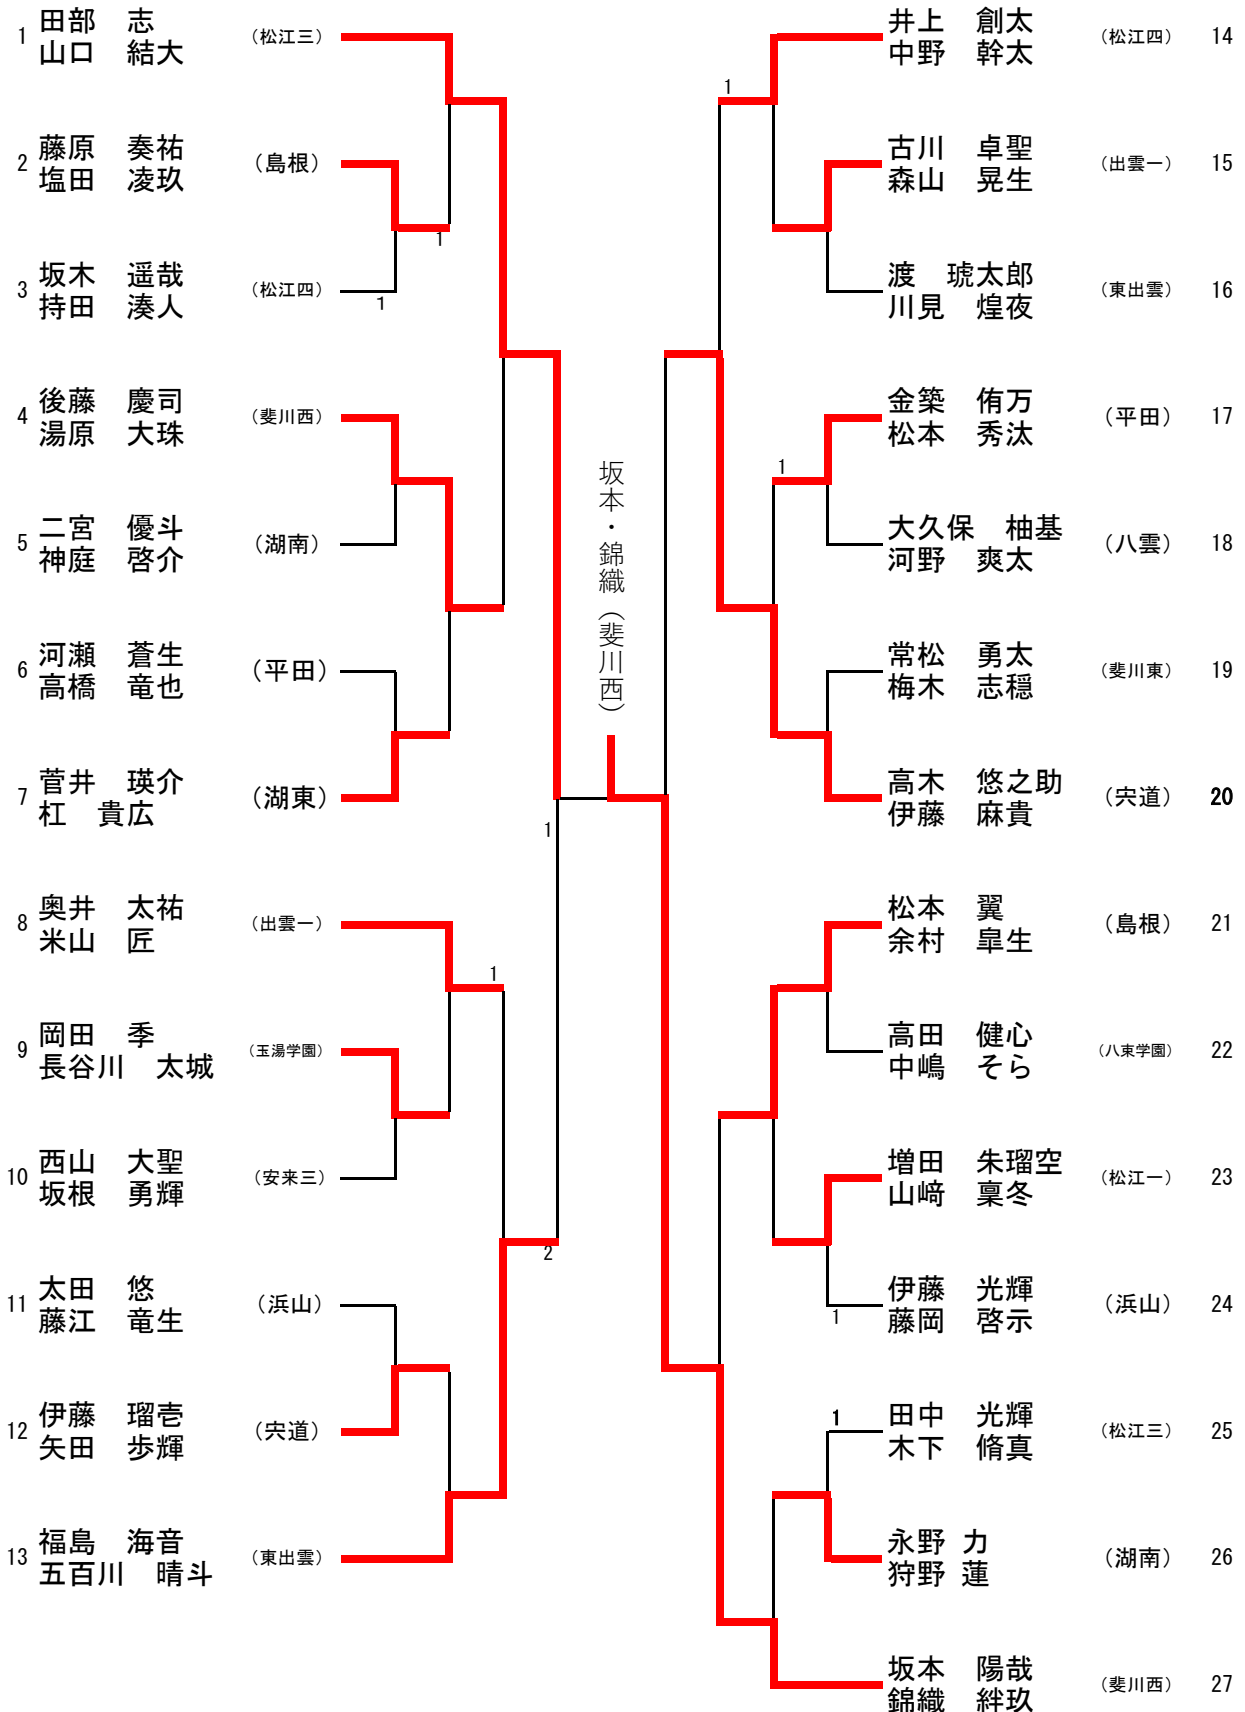 1 田部　志 (松江三)
山口　結大
2 藤原　奏祐 (島根)
塩田　凌玖
1
3 坂木　遥哉 (松江四)
持田　湊人
1
4 後藤　慶司 (斐川西)
湯原　大珠
5 二宮　優斗 (湖南)
神庭　啓介
6 河瀬　蒼生 (平田)
高橋　竜也
7 菅井　瑛介 (湖東)
杠　貴広
1
8 奥井　太祐 (出雲一)
米山　匠
1
9 岡田　季 (玉湯学園)
長谷川　太城
10 西山　大聖 (安来三)
坂根　勇輝
2
11 太田　悠 (浜山)
藤江　竜生
12 伊藤　瑠壱 (宍道)
矢田　歩輝
13 福島　海音 (東出雲)
五百川　晴斗
坂本・錦織（斐川西）
井上　創太 (松江四) 14
中野　幹太
1
古川　卓聖 (出雲一) 15
森山　晃生
渡　琥太郎 (東出雲) 16
川見　煌夜
金築　侑万 (平田) 17
松本　秀汰
1
大久保　柚基 (八雲) 18
河野　爽太
常松　勇太 (斐川東) 19
梅木　志穏
高木　悠之助 (宍道) 20
伊藤　麻貴
松本　翼 (島根) 21
余村　皐生
高田　健心 (八束学園) 22
中嶋　そら
増田　朱瑠空 (松江一) 23
山﨑　稟冬
伊藤　光輝 (浜山) 24
藤岡　啓示
1
1
田中　光輝 (松江三) 25
木下　脩真
永野 力 (湖南) 26
狩野 蓮
坂本　陽哉 (斐川西) 27
錦織　絆玖